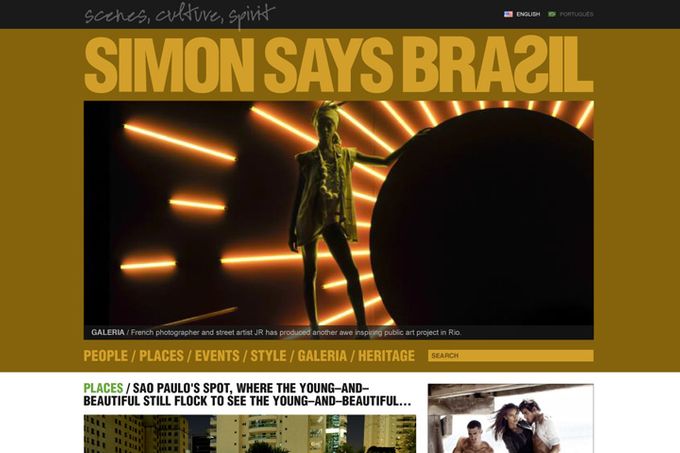 scenes, culture, spirit
ENGLISH
PORTUGUÊS
SIMON SAYS BRASIL
GALERIA / French photographer and street artist JR has produced another awe inspiring public art project in Rio.
PEOPLE / PLACES / EVENTS / STYLE / GALERIA / HERITAGE
SEARCH
PLACES / SAO PAULO'S SPOT, WHERE THE YOUNG–AND–
BEAUTIFUL STILL FLOCK TO SEE THE YOUNG–AND–BEAUTIFUL…